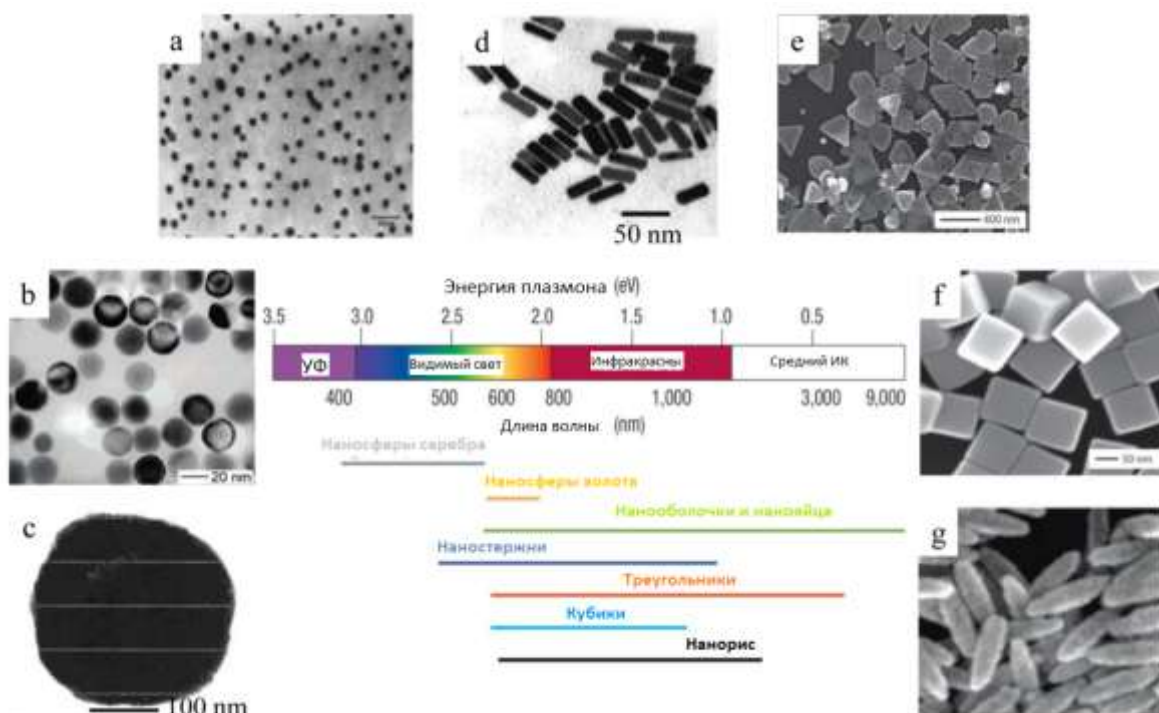 a
d
e
50 nm
400 nm
b
20 nm
Энергия плазмона (eV)
3.5 3.0 2.5 2.0 1.5 1.0 0.5
УФ Видимый свет Инфракасны Средний ИК
400 500 600 800 1,000 3,000 9,000
Длина волны (nm)
f
50 nm
Наносферы серебра
Наносферы золота
Нанооболочки и наояйца
Наностержни
Треугольники
Кубики
Нанорис
c
100 nm
g